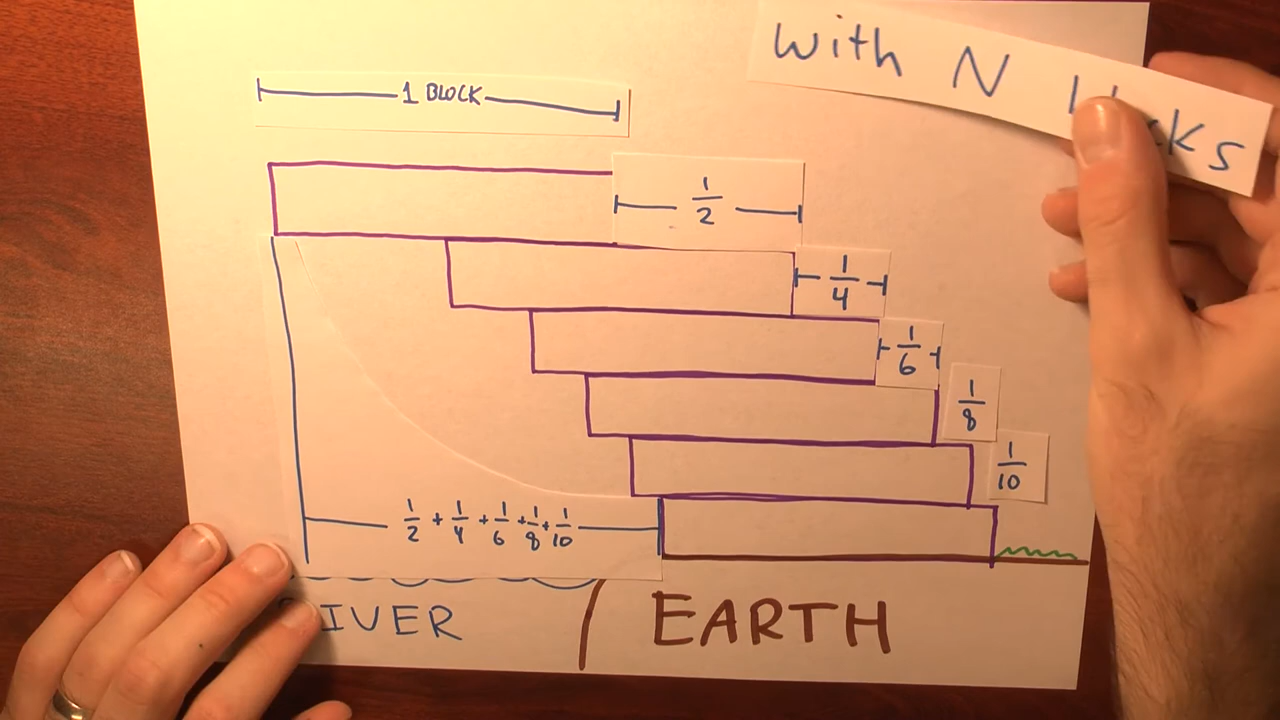 with N
1 BLOCK
1/2
1/4
1/6
1/8
1/10
1/2 + 1/4 + 1/6 + 1/8 + 1/10
EARTH